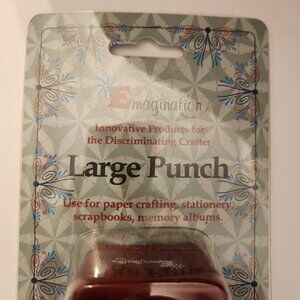 Emagination
Innovative Products for
the Discriminating Crafter
Large Punch
Use for paper crafting, stationery,
scrapbooks, memory albums.